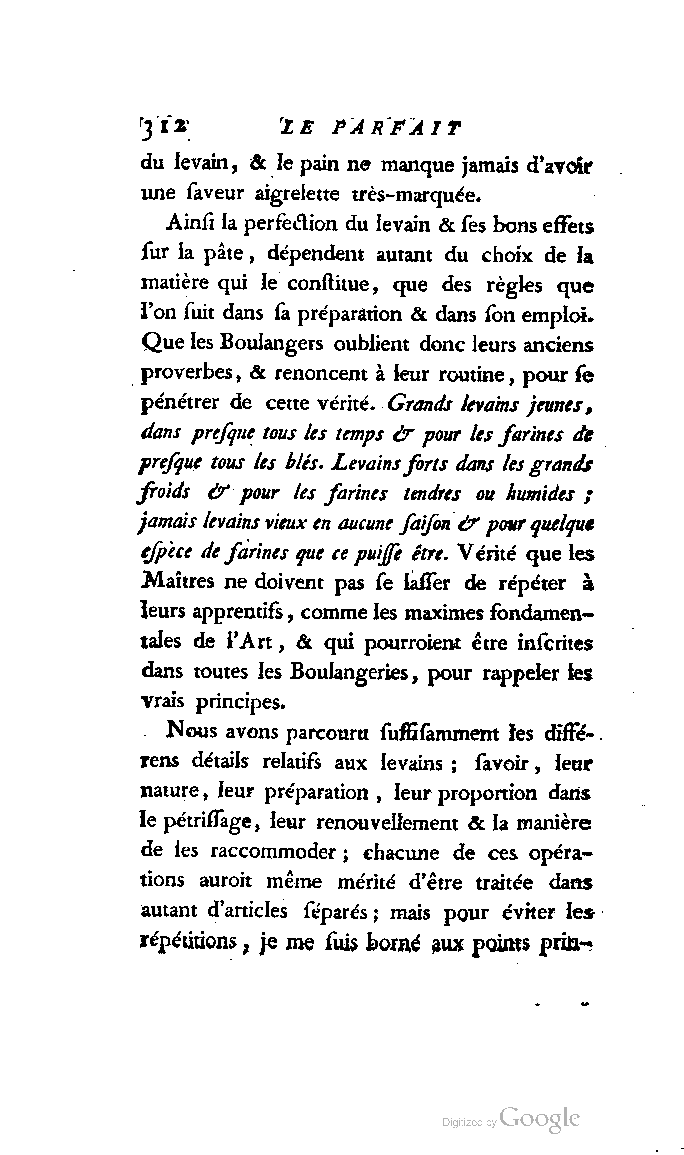 312 LE PARFAIT
du levain, & le pain ne manque jamais d'avoir
une ſaveur aigrelette très-marquée.
Ainſi la perfection du levain & ſes bons effets
ſur la pâte, dépendent autant du choix de la
matière qui le conſtitue, que des règles que
l'on ſuit dans ſa préparation & dans ſon emploi.
Que les Boulangers oublient donc leurs anciens
proverbes, & renoncent à leur routine, pour ſe
pénétrer de cette vérité. Grands levains jeunes,
dans preſque tous les temps & pour les farines de
preſque tous les blés. Levains forts dans les grands
froids & pour les farines tendres ou humides ;
jamais levains vieux en aucune ſaiſon & pour quelque
eſpèce de farines que ce puiſſe être. Vérité que les
Maîtres ne doivent pas ſe laſſer de répéter à
leurs apprentifs, comme les maximes fondamen-
tales de l'Art, & qui pourroient être inſcrites
dans toutes les Boulangeries, pour rappeler les
vrais principes.
Nous avons parcouru ſuffiſamment les diffé-
rens détails relatifs aux levains ; ſavoir, leur
nature, leur préparation, leur proportion dans
le pétriſſage, leur renouvellement & la manière
de les raccommoder ; chacune de ces opéra-
tions auroit même mérité d'être traitée dans
autant d'articles ſéparés ; mais pour éviter les
répétitions, je me ſuis borné aux points prin-
Digitized by Google